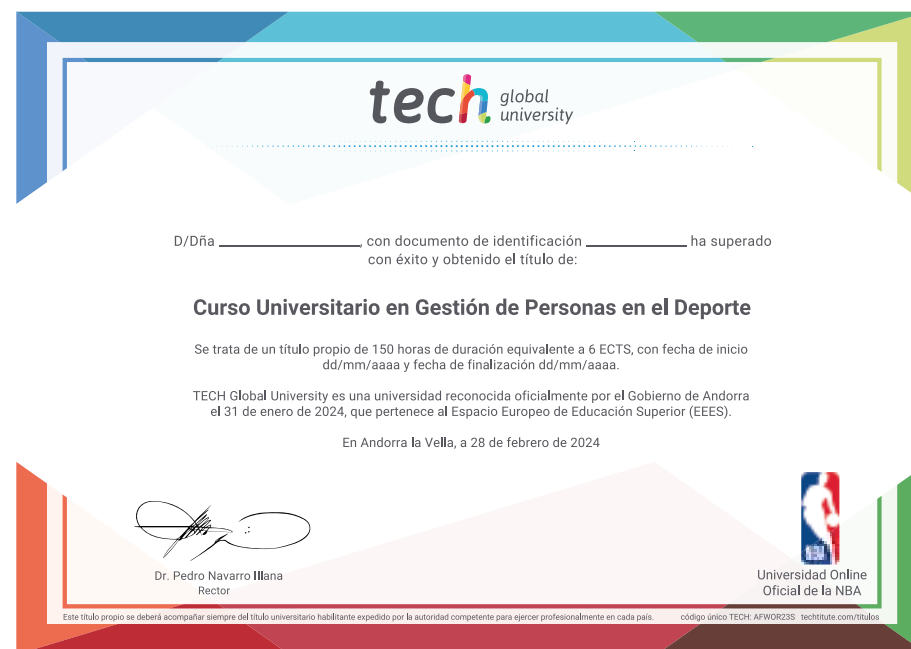 tech global university
D/Dña ____________________, con documento de identificación ______________ ha superado
con éxito y obtenido el título de:
Curso Universitario en Gestión de Personas en el Deporte
Se trata de un título propio de 150 horas de duración equivalente a 6 ECTS, con fecha de inicio
dd/mm/aaaa y fecha de finalización dd/mm/aaaa.
TECH Global University es una universidad reconocida oficialmente por el Gobierno de Andorra
el 31 de enero de 2024, que pertenece al Espacio Europeo de Educación Superior (EEES).
En Andorra la Vella, a 28 de febrero de 2024
Dr. Pedro Navarro Illana
Rector
NBA
Universidad Online
Oficial de la NBA
Este título propio se deberá acompañar siempre del título universitario habilitante expedido por la autoridad competente para ejercer profesionalmente en cada país. código único TECH: AFWOR23S techtitute.com/titulos